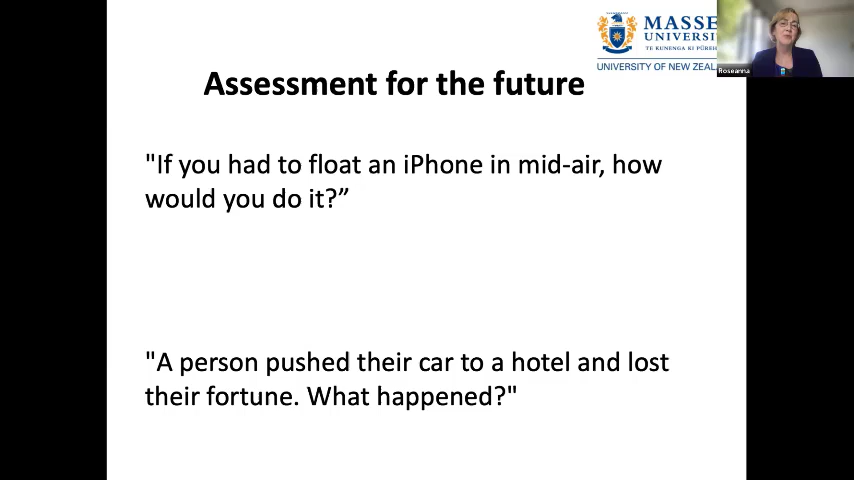 MASSE
UNIVERSI
TE KUNENGA KI PŪREH
UNIVERSITY OF NEW ZEAL
Roseanna
Assessment for the future
"If you had to float an iPhone in mid-air, how
would you do it?”
"A person pushed their car to a hotel and lost
their fortune. What happened?"